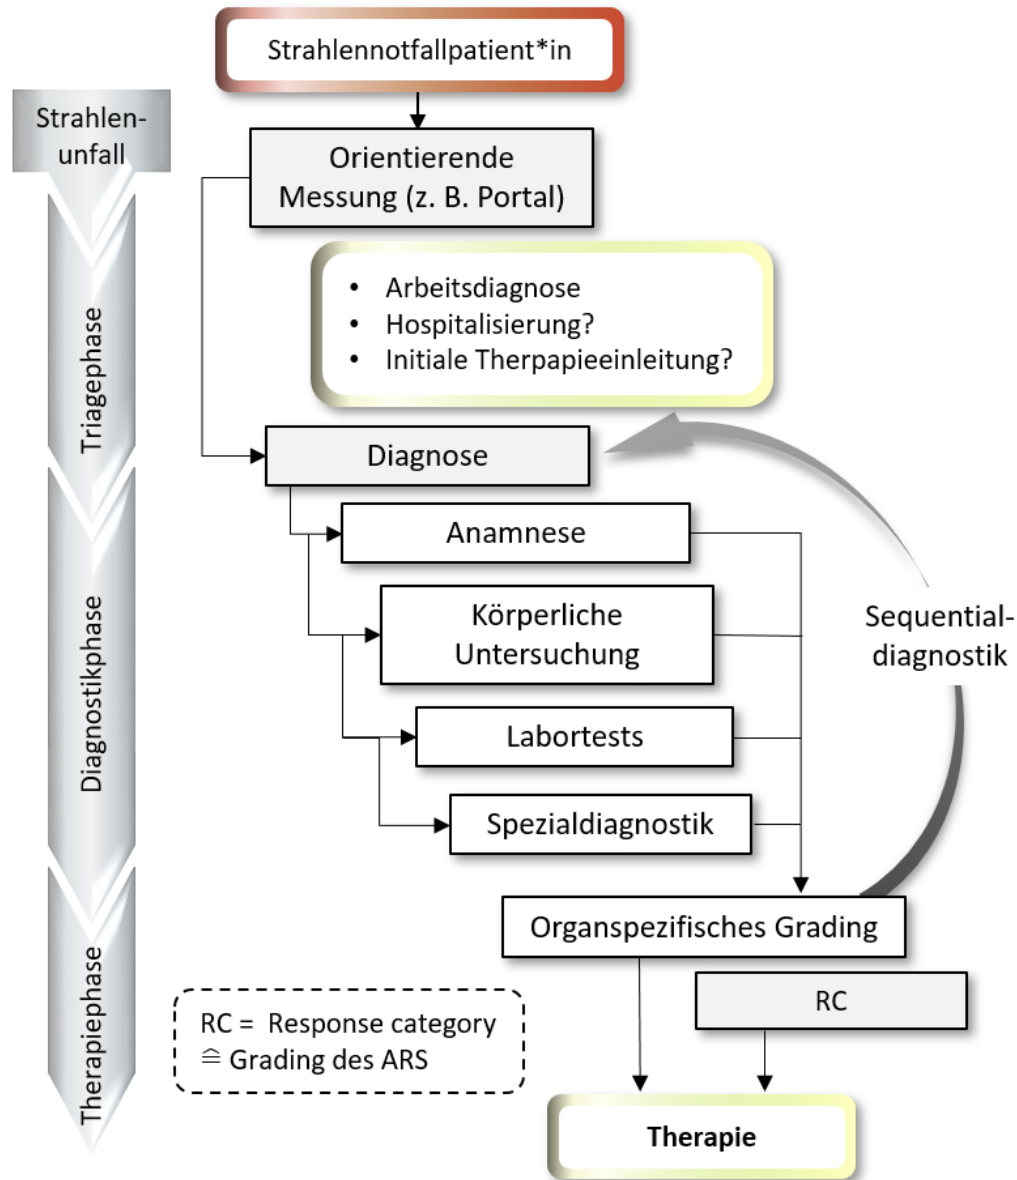 Strahlennotfallpatient*in
Strahlen-
unfall
Orientierende
Messung (z. B. Portal)
• Arbeitsdiagnose
• Hospitalisierung?
• Initiale Therpapieeinleitung?
Triagephase
Diagnose
Anamnese
Körperliche
Untersuchung
Sequential-
diagnostik
Diagnostikphase
Labortests
Spezialdiagnostik
Organspezifisches Grading
RC
RC = Response category
≙ Grading des ARS
Therapiephase
Therapie